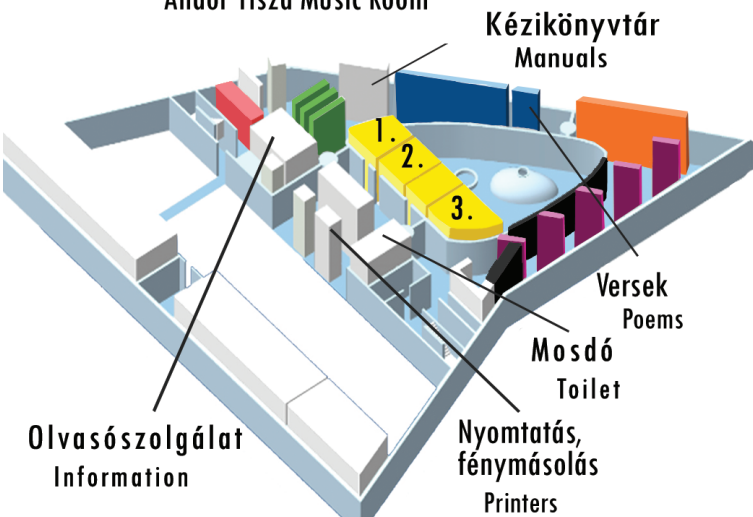 Andor Tisza Music Room
Kézikönyvtár
Manuals
1.
2.
3.
Versek
Poems
Mosdó
Toilet
Olvasószolgálat
Information
Nyomtatás,
fénymásolás
Printers